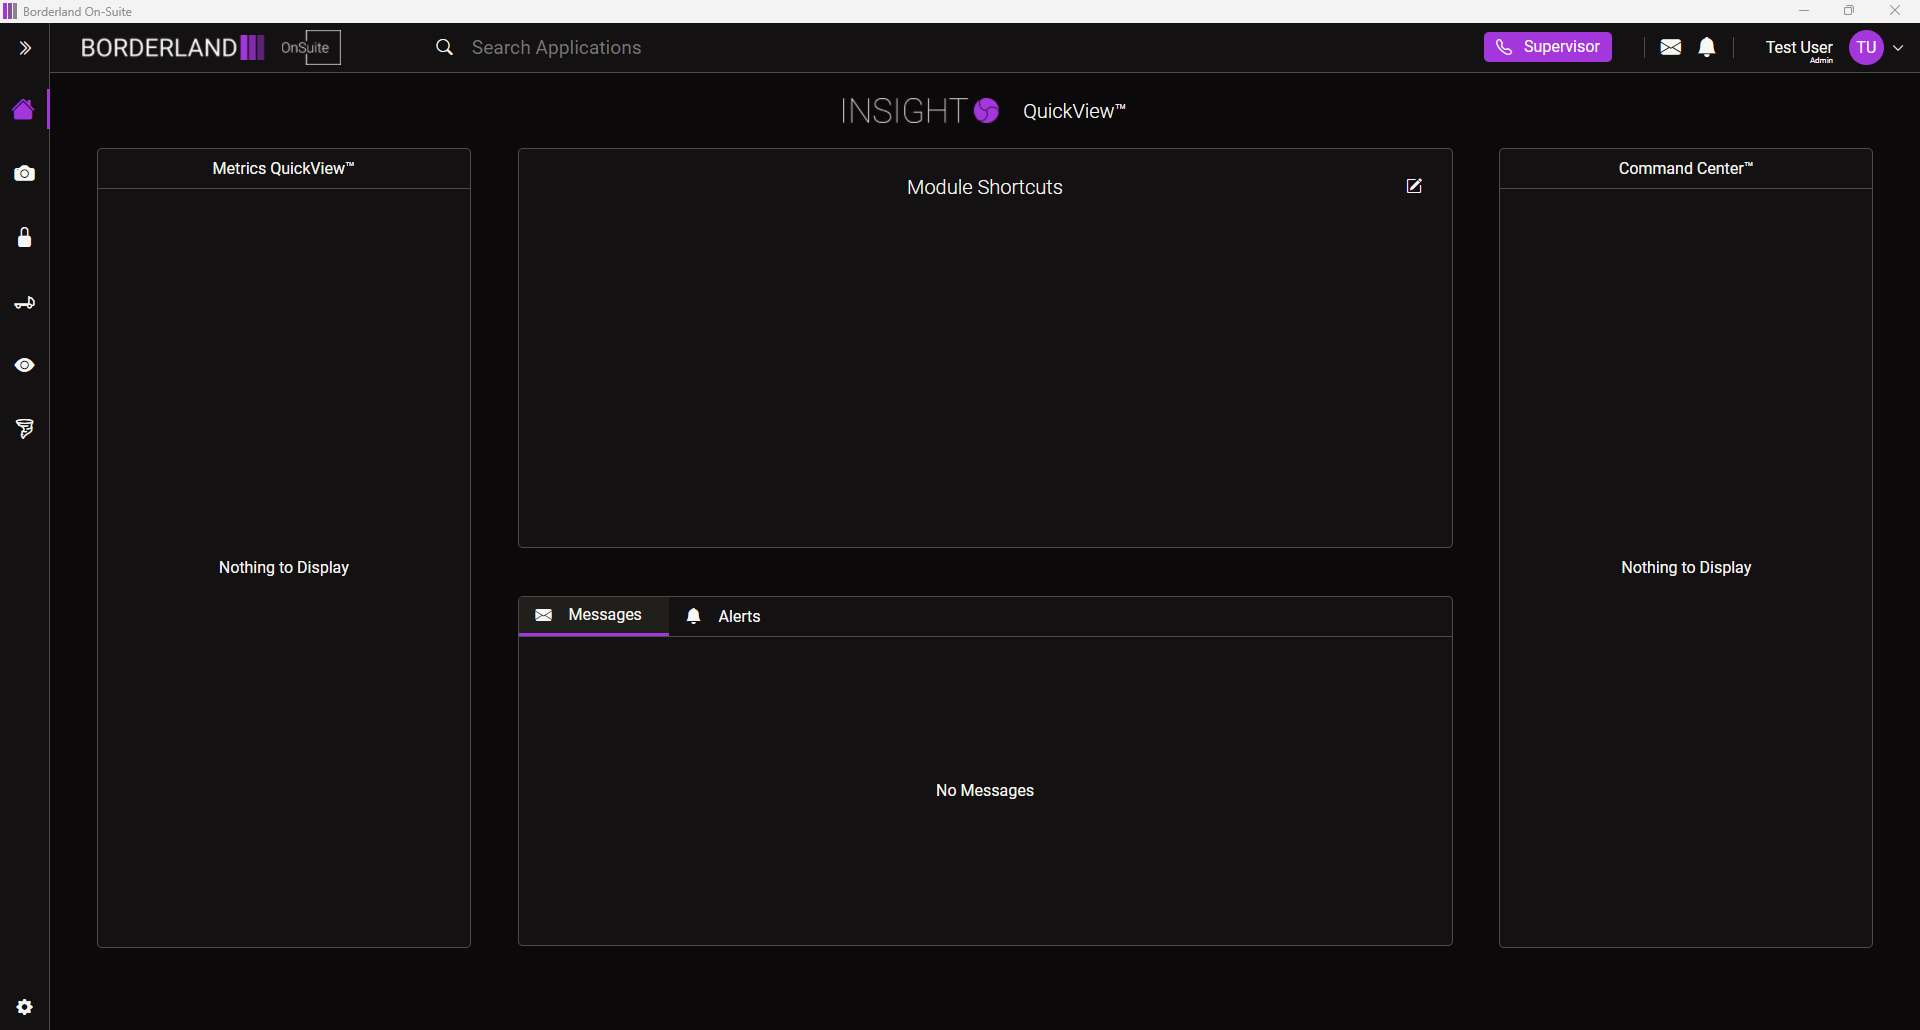 Borderland On-Suite
BORDERLAND OnSuite
Search Applications
Supervisor
Test User
Admin
TU
INSIGHT QuickView™
Metrics QuickView™
Nothing to Display
Module Shortcuts
Messages
Alerts
No Messages
Command Center™
Nothing to Display